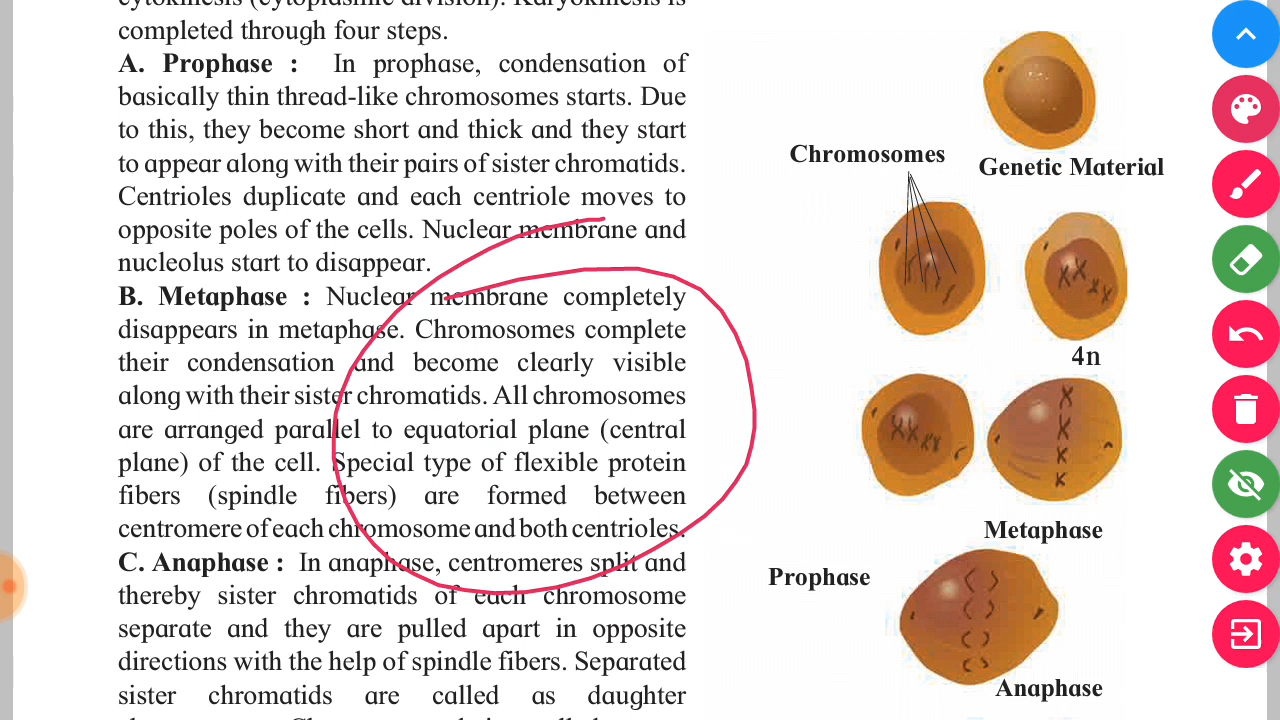 cytokinesis (cytoplasmic division). Karyokinesis is
completed through four steps.
A. Prophase : In prophase, condensation of
basically thin thread-like chromosomes starts. Due
to this, they become short and thick and they start
to appear along with their pairs of sister chromatids.
Centrioles duplicate and each centriole moves to
opposite poles of the cells. Nuclear membrane and
nucleolus start to disappear.
B. Metaphase : Nuclear membrane completely
disappears in metaphase. Chromosomes complete
their condensation and become clearly visible
along with their sister chromatids. All chromosomes
are arranged parallel to equatorial plane (central
plane) of the cell. Special type of flexible protein
fibers (spindle fibers) are formed between
centromere of each chromosome and both centrioles.
C. Anaphase : In anaphase, centromeres split and
thereby sister chromatids of each chromosome
separate and they are pulled apart in opposite
directions with the help of spindle fibers. Separated
sister chromatids are called as daughter
Chromosomes
Genetic Material
4n
Metaphase
Prophase
Anaphase